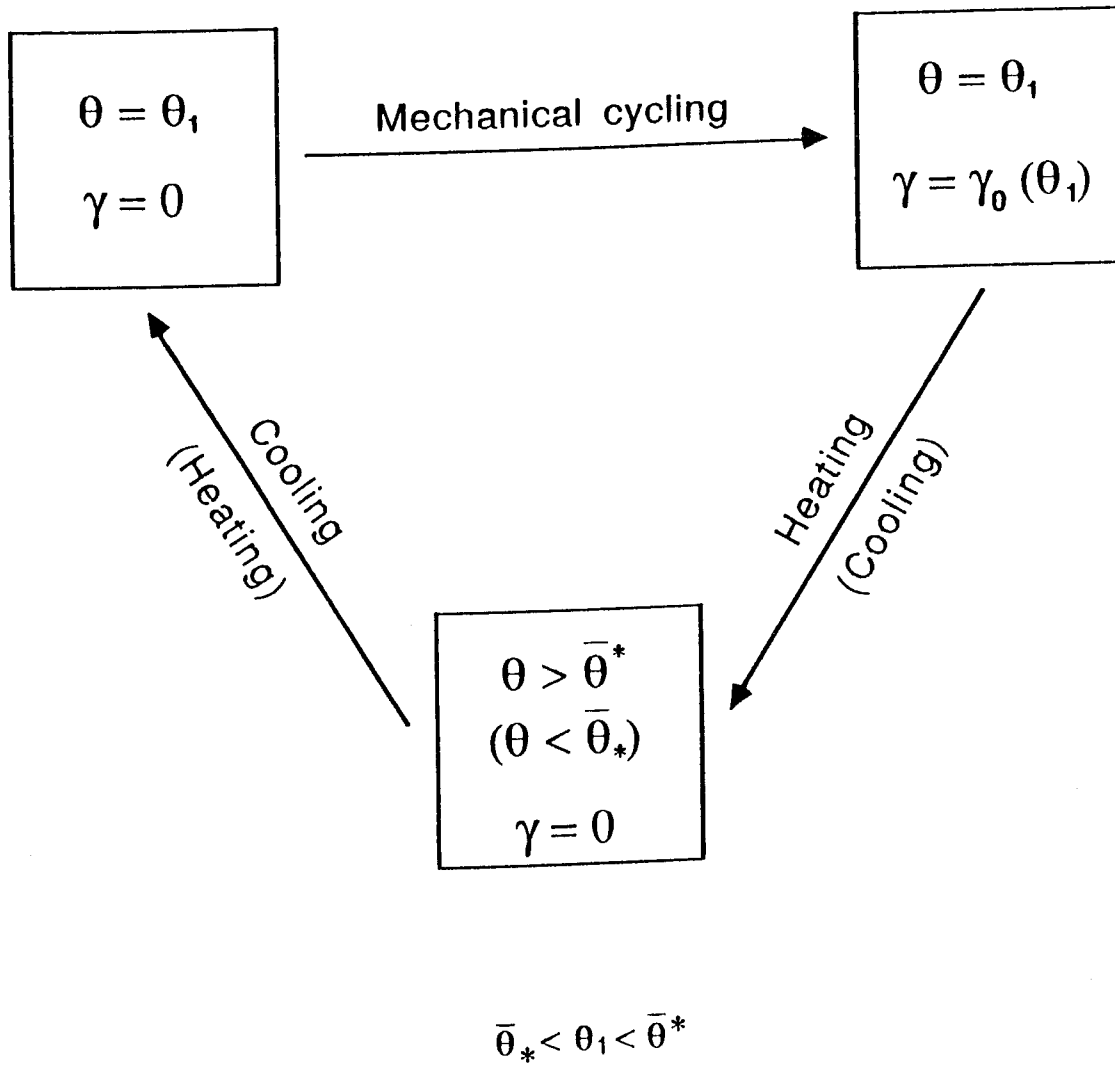 θ = θ₁
γ = 0
Mechanical cycling
θ = θ₁
γ = γ₀ (θ₁)
Cooling
(Heating)
Heating
(Cooling)
θ > θ̅*
(θ < θ̅⁎)
γ = 0
θ̅⁎ < θ₁ < θ̅*